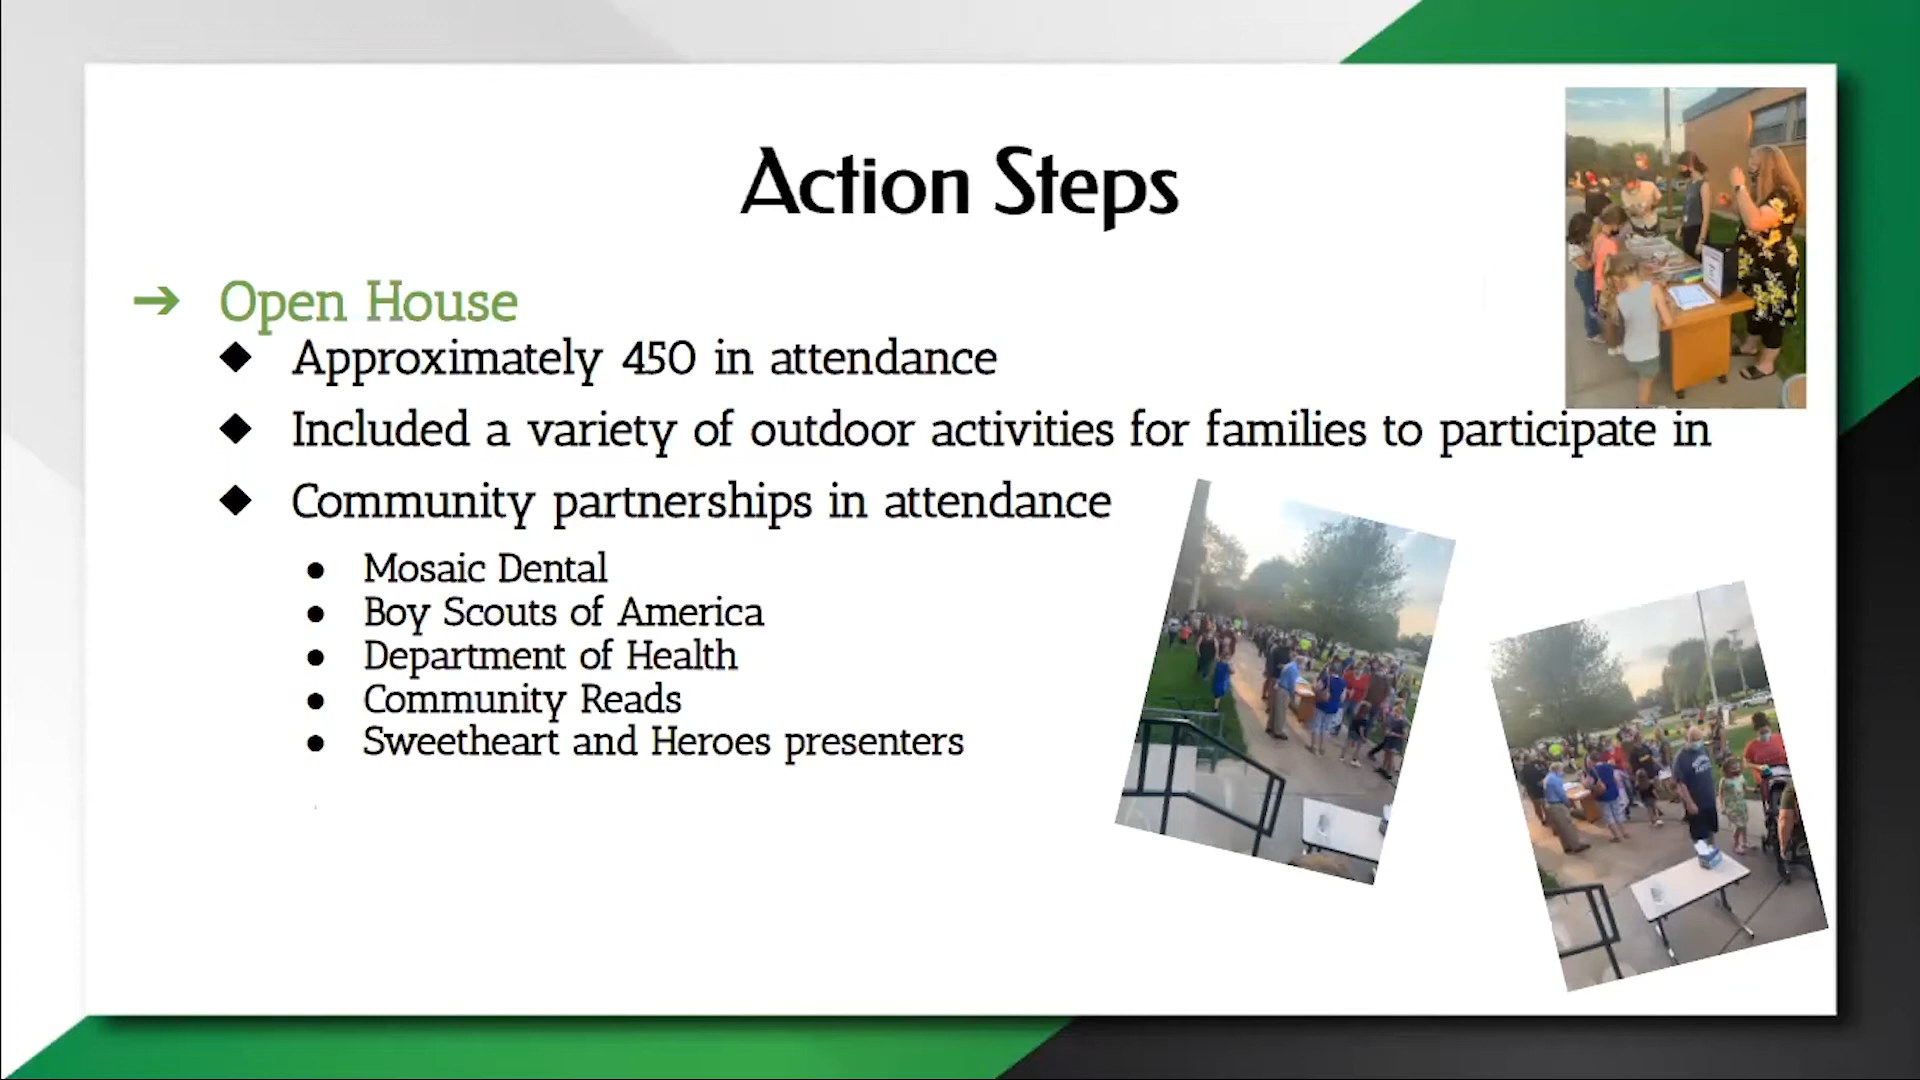 Action Steps
➔ Open House
◆ Approximately 450 in attendance
◆ Included a variety of outdoor activities for families to participate in
◆ Community partnerships in attendance
● Mosaic Dental
● Boy Scouts of America
● Department of Health
● Community Reads
● Sweetheart and Heroes presenters